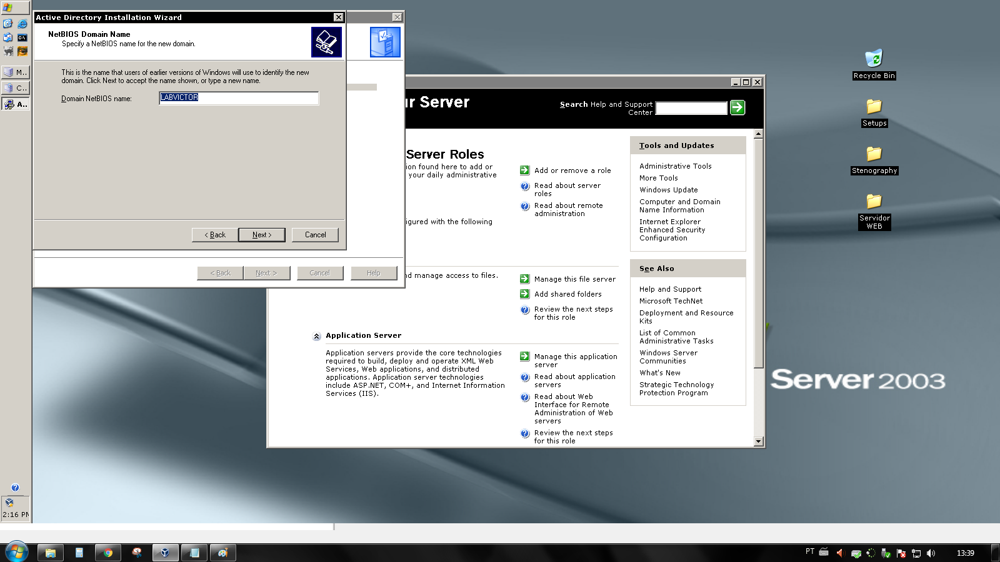 Active Directory Installation Wizard
NetBIOS Domain Name
Specify a NetBIOS name for the new domain.
This is the name that users of earlier versions of Windows will use to identify the new
domain. Click Next to accept the name shown, or type a new name.
Domain NetBIOS name:
LABVICTOR
< Back
Next >
Cancel
< Back
Next >
Cancel
Help
M..
C..
A..
2:16 PM
ur Server
Search Help and Support
Center
Server Roles
ion found here to add or
your daily administrative
igured with the following
Add or remove a role
Read about server
roles
Read about remote
administration
nd manage access to files.
Manage this file server
Add shared folders
Review the next steps
for this role
Application Server
Application servers provide the core technologies
required to build, deploy and operate XML Web
Services, Web applications, and distributed
applications. Application server technologies
include ASP.NET, COM+, and Internet Information
Services (IIS).
Manage this application
server
Read about application
servers
Read about Web
Interface for Remote
Administration of Web
servers
Review the next steps
for this role
Tools and Updates
Administrative Tools
More Tools
Windows Update
Computer and Domain
Name Information
Internet Explorer
Enhanced Security
Configuration
See Also
Help and Support
Microsoft TechNet
Deployment and Resource
Kits
List of Common
Administrative Tasks
Windows Server
Communities
What's New
Strategic Technology
Protection Program
Recycle Bin
Setups
Stenography
Servidor
WEB
Server 2003
PT
13:39